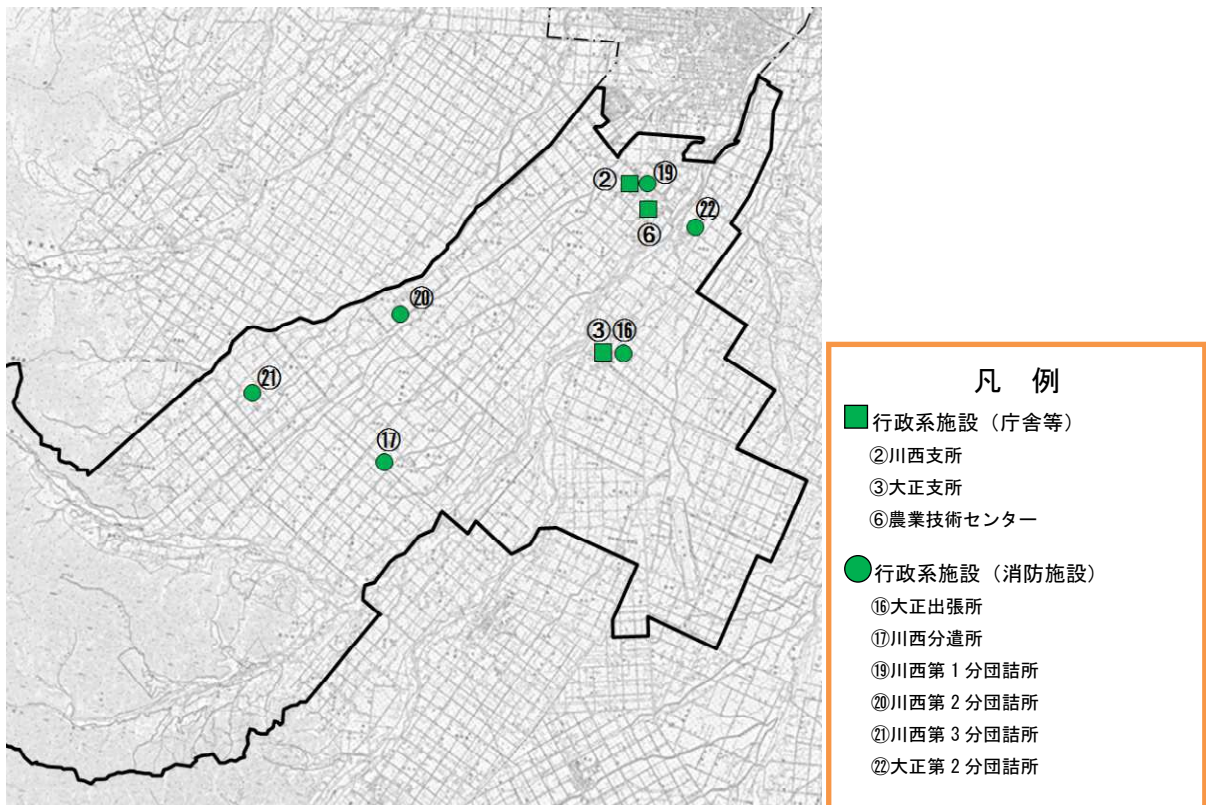 ②
⑲
㉒
⑥
⑳
③
⑯
㉑
⑰
凡 例
行政系施設（庁舎等）
②川西支所
③大正支所
⑥農業技術センター
行政系施設（消防施設）
⑯大正出張所
⑰川西分遣所
⑲川西第１分団詰所
⑳川西第２分団詰所
㉑川西第３分団詰所
㉒大正第２分団詰所